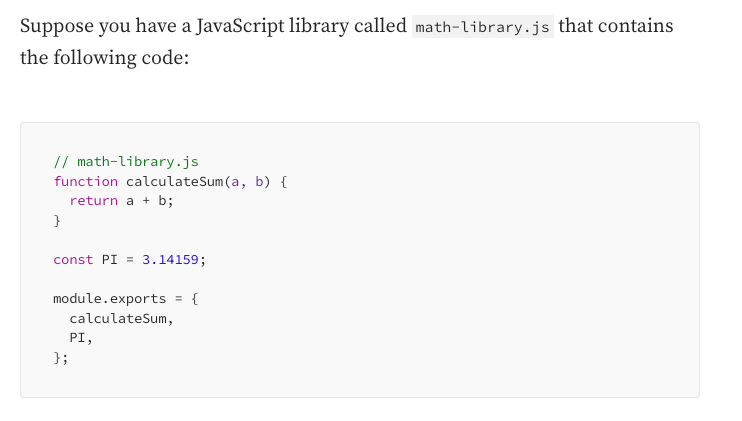 Suppose you have a JavaScript library called math-library.js that contains
the following code:
// math-library.js
function calculateSum(a, b) {
  return a + b;
}
const PI = 3.14159;
module.exports = {
  calculateSum,
  PI,
};